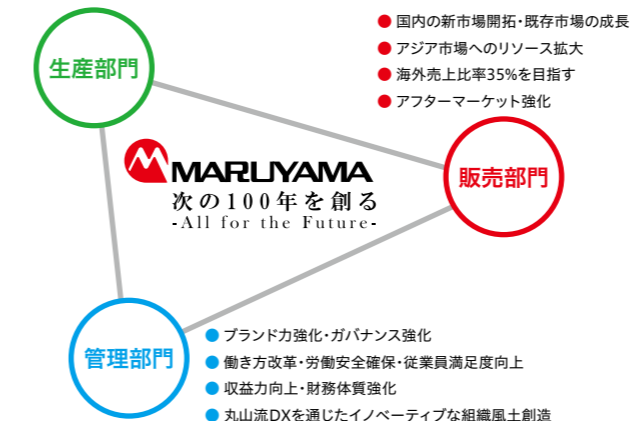 生産部門
● 国内の新市場開拓・既存市場の成長
● アジア市場へのリソース拡大
● 海外売上比率35%を目指す
● アフターマーケット強化
販売部門
MARUYAMA
次の100年を創る
-All for the Future-
管理部門
● ブランド力強化・ガバナンス強化
● 働き方改革・労働安全確保・従業員満足度向上
● 収益力向上・財務体質強化
● 丸山流DXを通じたイノベーティブな組織風土創造